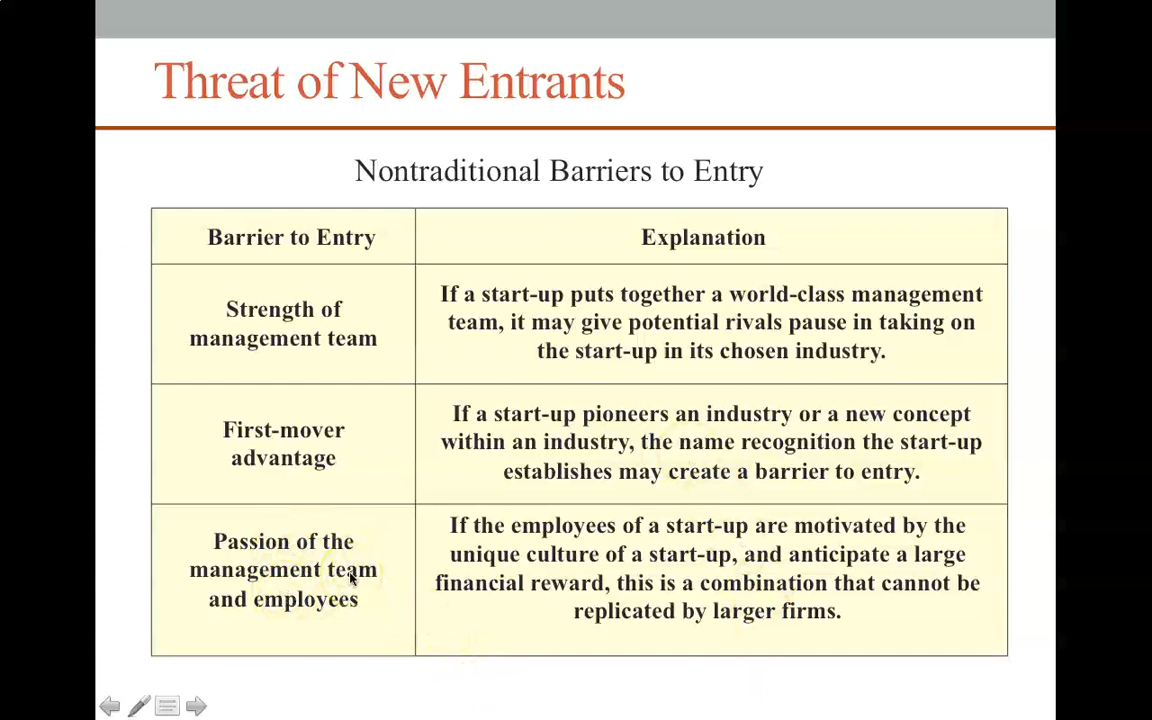 Threat of New Entrants
Nontraditional Barriers to Entry
Barrier to Entry
Explanation
Strength of
management team
If a start-up puts together a world-class management
team, it may give potential rivals pause in taking on
the start-up in its chosen industry.
First-mover
advantage
If a start-up pioneers an industry or a new concept
within an industry, the name recognition the start-up
establishes may create a barrier to entry.
Passion of the
management team
and employees
If the employees of a start-up are motivated by the
unique culture of a start-up, and anticipate a large
financial reward, this is a combination that cannot be
replicated by larger firms.